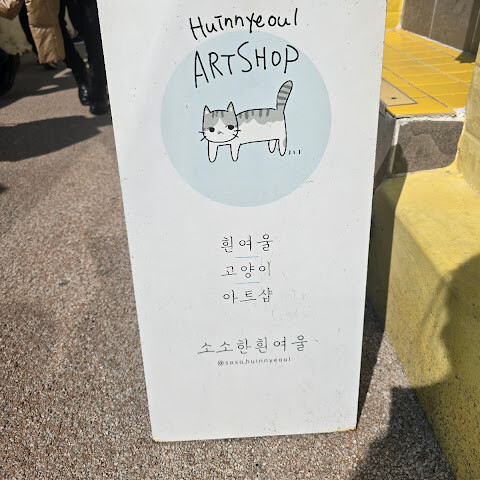 Huinnyeoul
ARTSHOP
흰여울
고양이
아트샵
소소한흰여울
@soso.huinnyeoul